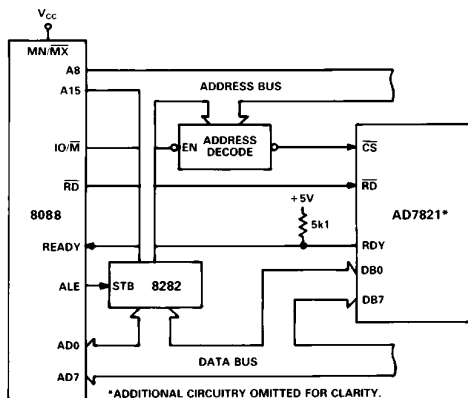 VCC
MN/MX
A8
ADDRESS BUS
A15
IO/M
EN
ADDRESS
DECODE
CS
RD
RD
+5V
5k1
AD7821*
8088
READY
RDY
ALE
STB
8282
DB0
DB7
AD0
DATA BUS
AD7
*ADDITIONAL CIRCUITRY OMITTED FOR CLARITY.